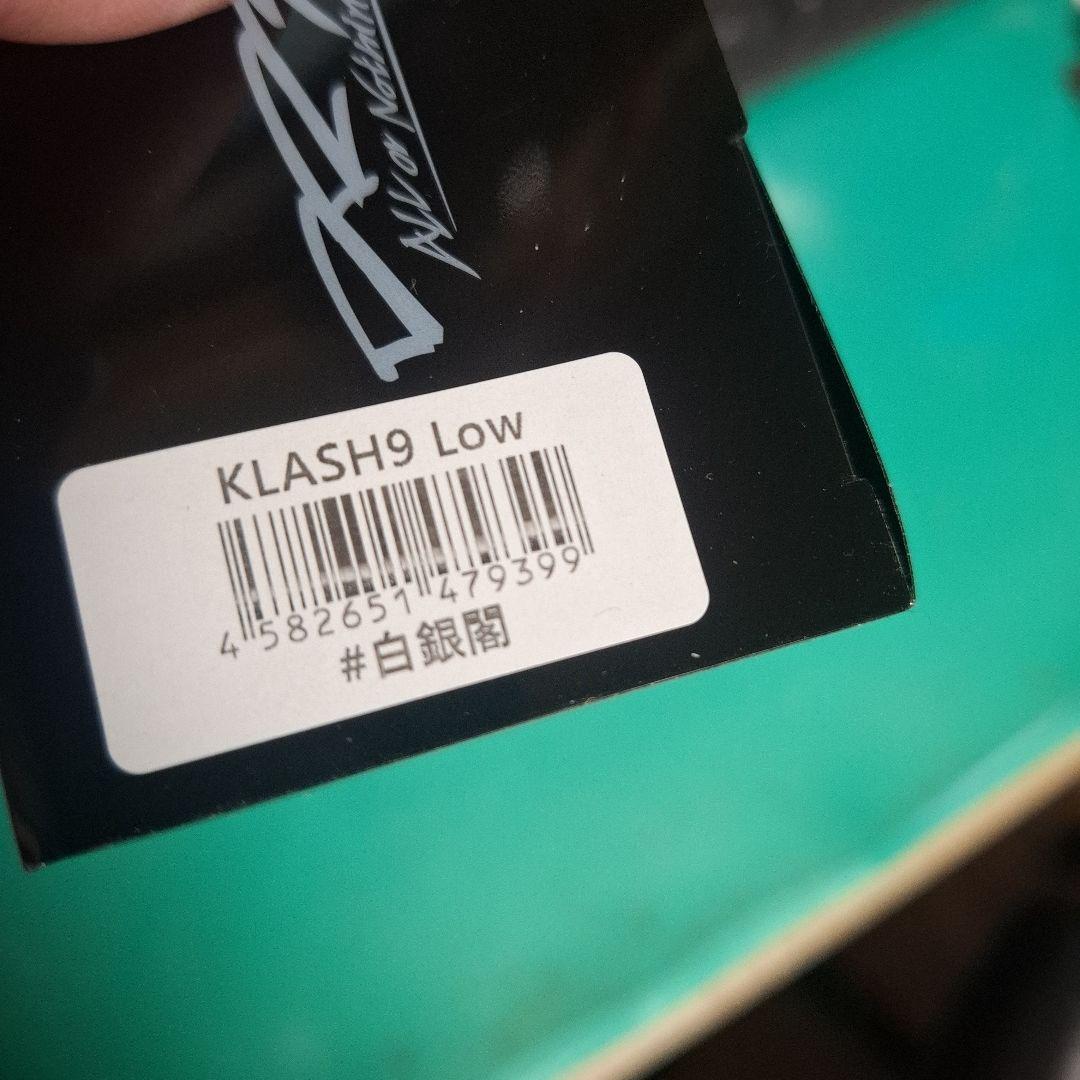 All or Nothing
KLASH9 Low
4 582651 479399
#白銀閣